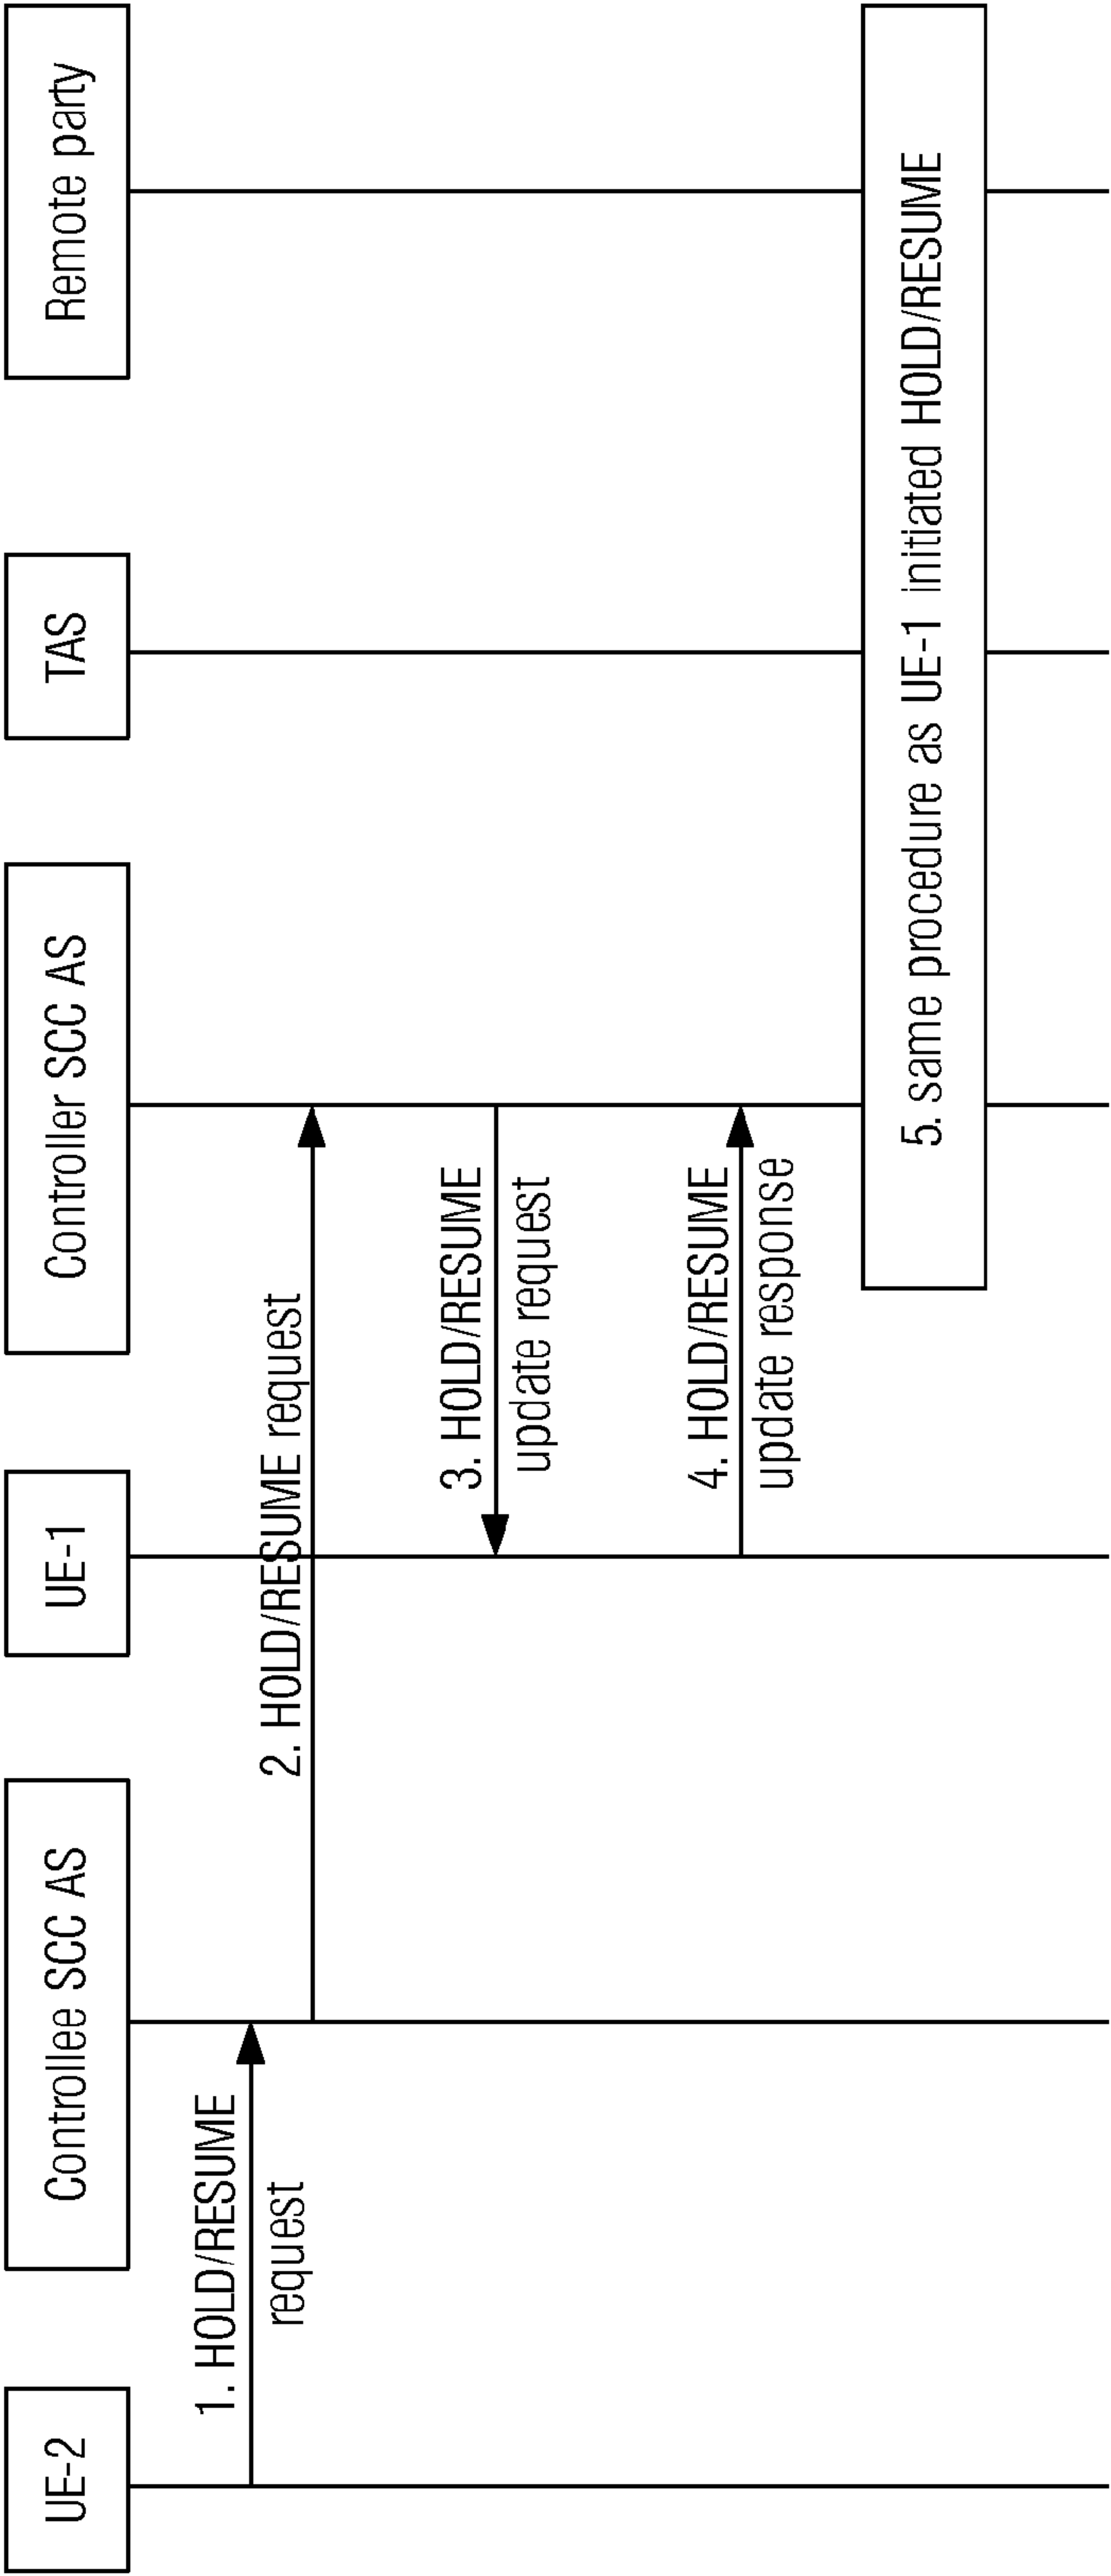 UE-2
Controllee SCC AS
UE-1
Controller SCC AS
TAS
Remote party
1. HOLD/RESUME
request
2. HOLD/RESUME request
3. HOLD/RESUME
update request
4. HOLD/RESUME
update response
5. same procedure as UE-1 initiated HOLD/RESUME